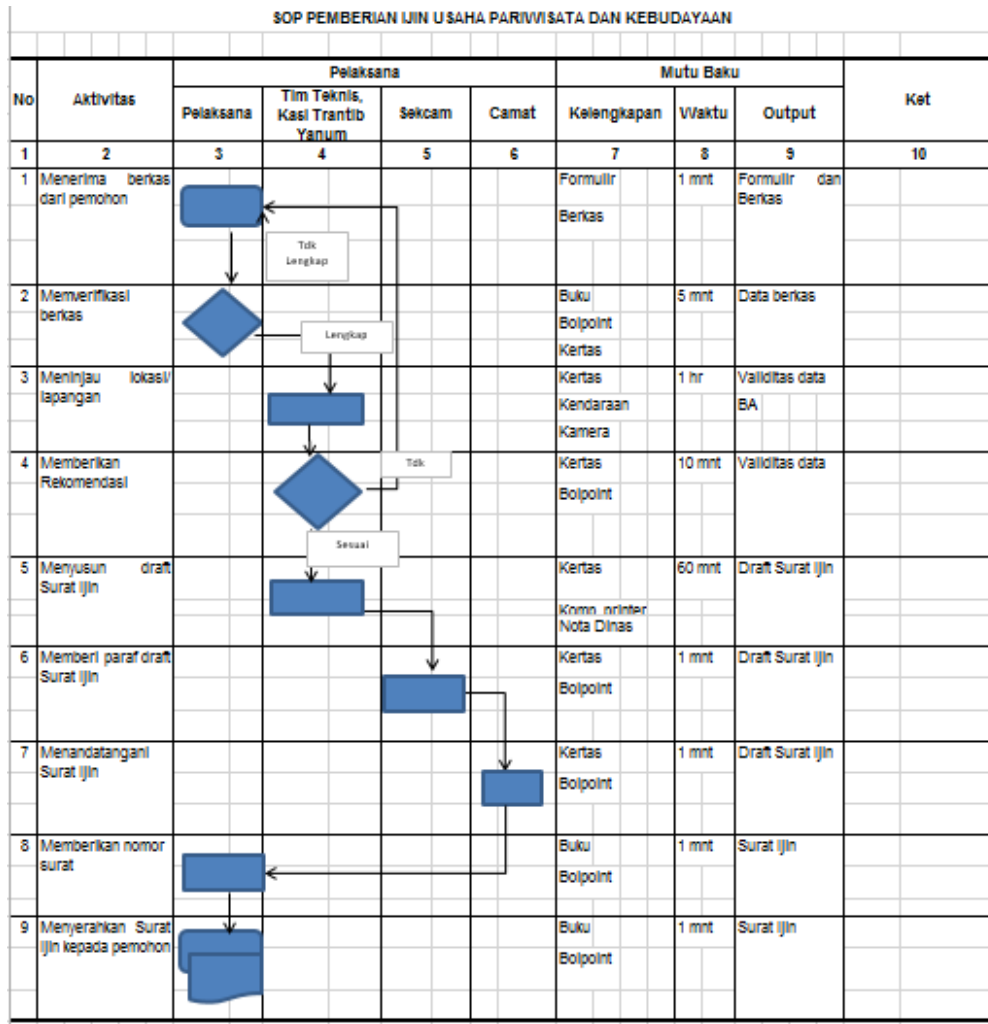 SOP PEMBERIAN IJIN USAHA PARIWISATA DAN KEBUDAYAAN
No
Aktivitas
Pelaksana
Mutu Baku
Ket
Pelaksana
Tim Teknis,
Kasi Trantib
Yanum
Sekcam
Camat
Kelengkapan
Waktu
Output
1 2 3 4 5 6 7 8 9 10
1 Menerima berkas
dari pemohon
Formulir
Berkas
1 mnt
Formulir dan
Berkas
Tdk
Lengkap
2 Memverifikasi
berkas
Lengkap
Buku
Bolpoint
Kertas
5 mnt
Data berkas
3 Meninjau lokasi/
lapangan
Kertas
Kendaraan
Kamera
1 hr
Validitas data
BA
4 Memberikan
Rekomendasi
Tdk
Kertas
Bolpoint
10 mnt
Validitas data
Sesuai
5 Menyusun draft
Surat ijin
Kertas
Komp, printer
Nota Dinas
60 mnt
Draft Surat Ijin
6 Memberi paraf draft
Surat ijin
Kertas
Bolpoint
1 mnt
Draft Surat Ijin
7 Menandatangani
Surat ijin
Kertas
Bolpoint
1 mnt
Draft Surat Ijin
8 Memberikan nomor
surat
Buku
Bolpoint
1 mnt
Surat Ijin
9 Menyerahkan Surat
ijin kepada pemohon
Buku
Bolpoint
1 mnt
Surat Ijin